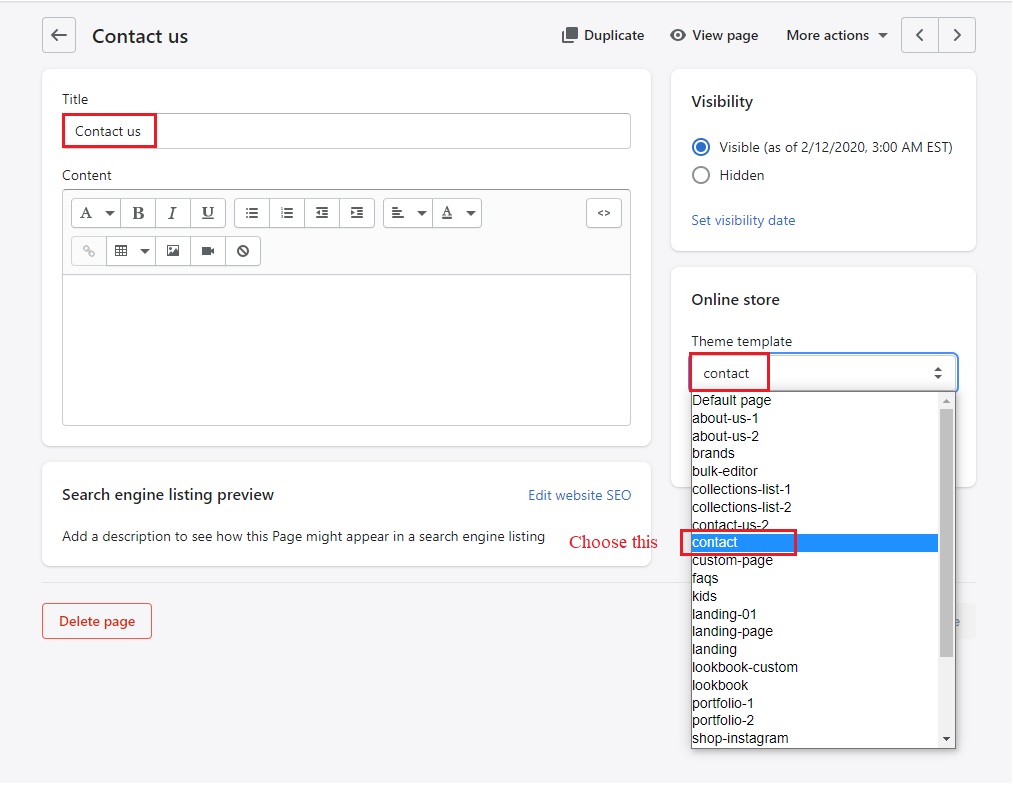 Contact us
Duplicate
View page
More actions
Title
Contact us
Content
A
B
I
U
A
<>
Search engine listing preview
Edit website SEO
Add a description to see how this Page might appear in a search engine listing
Choose this
Delete page
Visibility
Visible (as of 2/12/2020, 3:00 AM EST)
Hidden
Set visibility date
Online store
Theme template
contact
Default page
about-us-1
about-us-2
brands
bulk-editor
collections-list-1
collections-list-2
contact-us-2
contact
custom-page
faqs
kids
landing-01
landing-page
landing
lookbook-custom
lookbook
portfolio-1
portfolio-2
shop-instagram